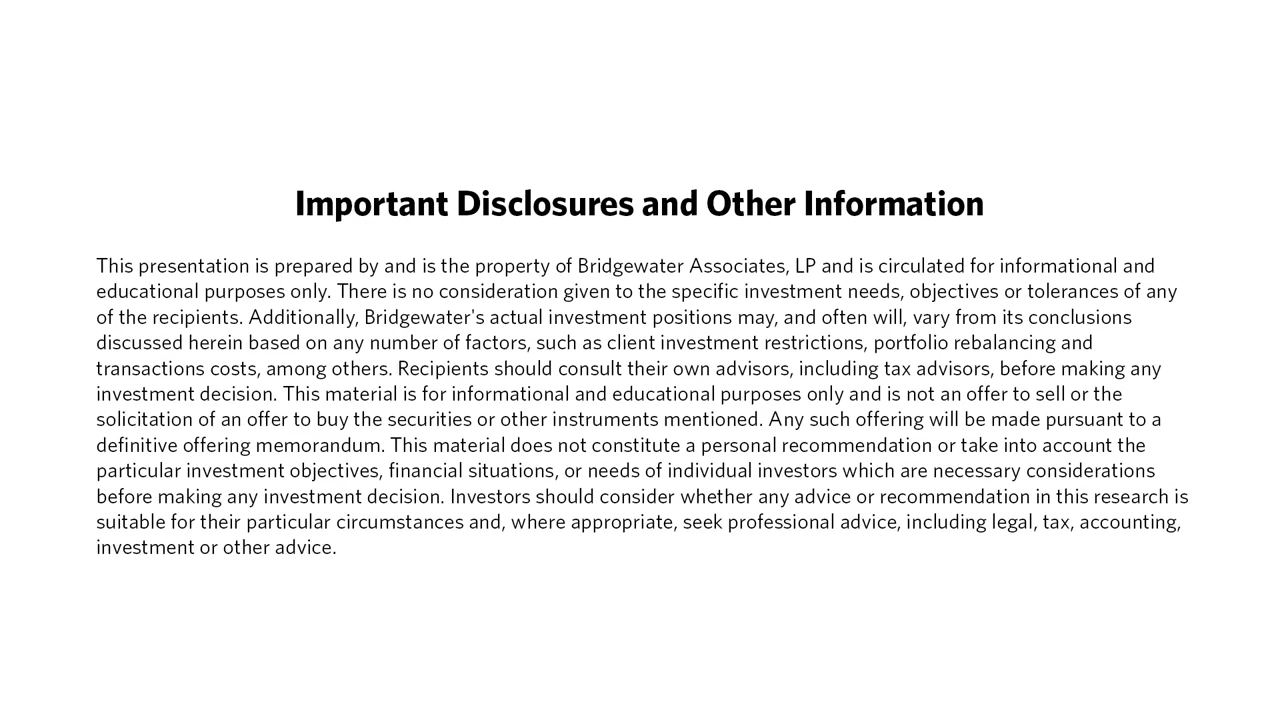 Important Disclosures and Other Information
This presentation is prepared by and is the property of Bridgewater Associates, LP and is circulated for informational and
educational purposes only. There is no consideration given to the specific investment needs, objectives or tolerances of any
of the recipients. Additionally, Bridgewater's actual investment positions may, and often will, vary from its conclusions
discussed herein based on any number of factors, such as client investment restrictions, portfolio rebalancing and
transactions costs, among others. Recipients should consult their own advisors, including tax advisors, before making any
investment decision. This material is for informational and educational purposes only and is not an offer to sell or the
solicitation of an offer to buy the securities or other instruments mentioned. Any such offering will be made pursuant to a
definitive offering memorandum. This material does not constitute a personal recommendation or take into account the
particular investment objectives, financial situations, or needs of individual investors which are necessary considerations
before making any investment decision. Investors should consider whether any advice or recommendation in this research is
suitable for their particular circumstances and, where appropriate, seek professional advice, including legal, tax, accounting,
investment or other advice.